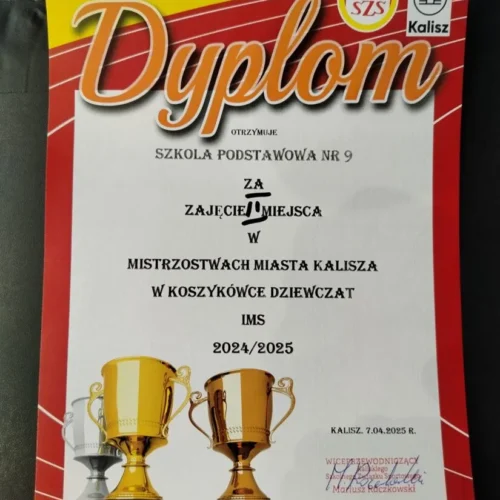 SZS
Kalisz
Dyplom
OTRZYMUJE
SZKOŁA PODSTAWOWA NR 9
ZA
ZAJĘCIE II MIEJSCA
W
MISTRZOSTWACH MIASTA KALISZA
W KOSZYKÓWCE DZIEWCZĄT
IMS
2024/2025
KALISZ, 7.04.2025 R.
WICEPRZEWODNICZĄCY
Mariusz Kaczkowski